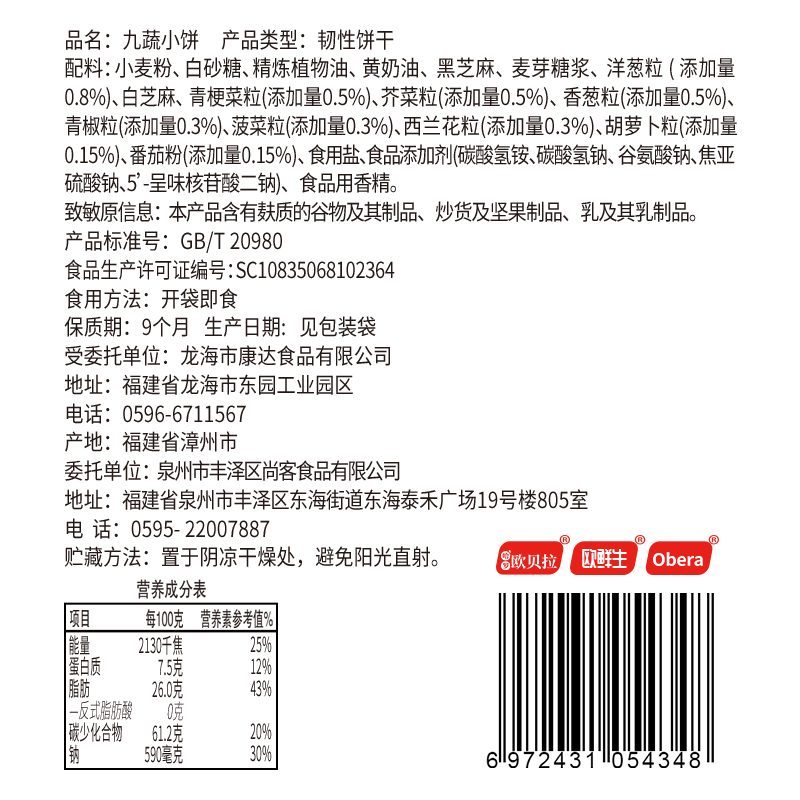 品名：九蔬小饼 产品类型：韧性饼干
配料：小麦粉、白砂糖、精炼植物油、黄奶油、黑芝麻、麦芽糖浆、洋葱粒（添加量
0.8%)、白芝麻、青梗菜粒(添加量0.5%)、芥菜粒(添加量0.5%)、香葱粒(添加量0.5%)、
青椒粒(添加量0.3%)、菠菜粒(添加量0.3%)、西兰花粒(添加量0.3%)、胡萝卜粒(添加量
0.15%)、番茄粉(添加量0.15%)、食用盐、食品添加剂(碳酸氢铵、碳酸氢钠、谷氨酸钠、焦亚
硫酸钠、5’-呈味核苷酸二钠)、食品用香精。
致敏原信息：本产品含有麸质的谷物及其制品、炒货及坚果制品、乳及其乳制品。
产品标准号：GB/T 20980
食品生产许可证编号：SC10835068102364
食用方法：开袋即食
保质期：9个月 生产日期：见包装袋
受委托单位：龙海市康达食品有限公司
地址：福建省龙海市东园工业园区
电话：0596-6711567
产地：福建省漳州市
委托单位：泉州市丰泽区尚客食品有限公司
地址：福建省泉州市丰泽区东海街道东海泰禾广场19号楼805室
电 话：0595- 22007887
贮藏方法：置于阴凉干燥处，避免阳光直射。
欧贝拉® 欧鲜生® Obera®
营养成分表
项目 每100克 营养素参考值%
能量 2130千焦 25%
蛋白质 7.5克 12%
脂肪 26.0克 43%
—反式脂肪酸 0克
碳少化合物 61.2克 20%
钠 590毫克 30%
6 972431 054348